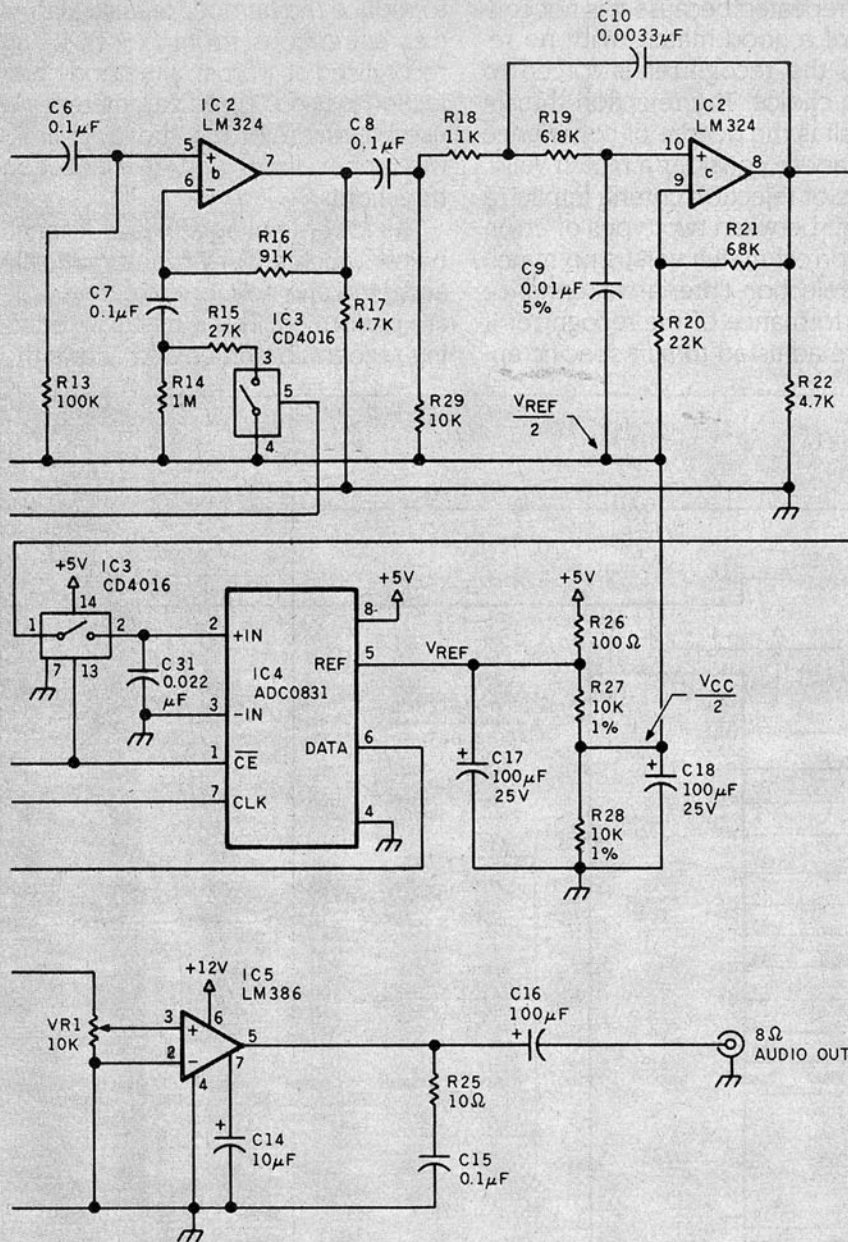 C10
0.0033μF
C6
0.1μF
IC2
LM324
C8
0.1μF
R18
11K
R19
6.8K
IC2
LM324
5
+
b
7
6
−
10
+
c
8
9
−
R16
91K
R21
68K
C7
0.1μF
R15
27K
IC3
CD4016
R17
4.7K
C9
0.01μF
5%
R20
22K
3
5
4
R13
100K
R14
1M
R29
10K
VREF
2
R22
4.7K
+5V
IC3
CD4016
14
1
2
7
13
C31
0.022
μF
2
+IN
8
+5V
REF
5
VREF
IC4
ADC0831
3
−IN
DATA
6
1
CE
7
CLK
4
+5V
R26
100Ω
R27
10K
1%
VCC
2
+
C17
100μF
25V
+
C18
100μF
25V
R28
10K
1%
+12V
IC5
LM386
VR1
10K
3
+
6
5
2
−
7
4
C16
100μF
+
8Ω
AUDIO OUT
R25
10Ω
+
C14
10μF
C15
0.1μF